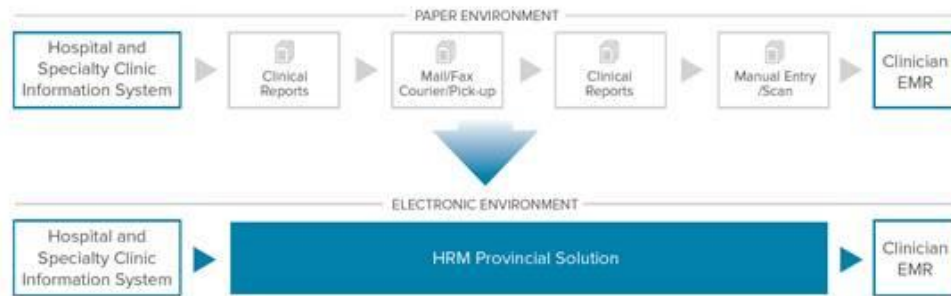 PAPER ENVIRONMENT
Hospital and
Specialty Clinic
Information System
Clinical
Reports
Mail/Fax
Courier/Pick-up
Clinical
Reports
Manual Entry
/Scan
Clinician
EMR
ELECTRONIC ENVIRONMENT
Hospital and
Specialty Clinic
Information System
HRM Provincial Solution
Clinician
EMR